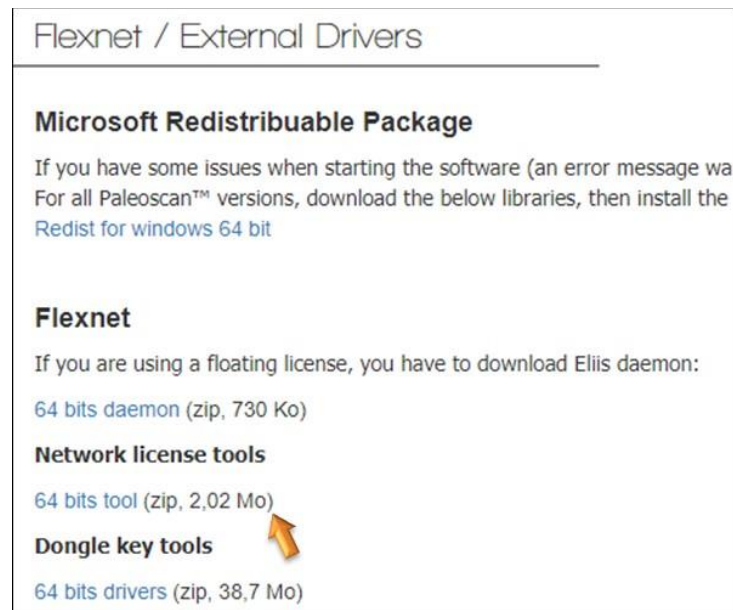 Flexnet / External Drivers
Microsoft Redistribuable Package
If you have some issues when starting the software (an error message wa
For all Paleoscan™ versions, download the below libraries, then install the
Redist for windows 64 bit
Flexnet
If you are using a floating license, you have to download Eliis daemon:
64 bits daemon (zip, 730 Ko)
Network license tools
64 bits tool (zip, 2,02 Mo)
Dongle key tools
64 bits drivers (zip, 38,7 Mo)